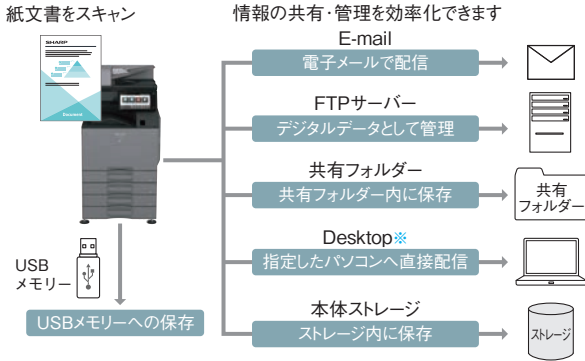 紙文書をスキャン
情報の共有・管理を効率化できます
SHARP
Document
E-mail
電子メールで配信
FTPサーバー
デジタルデータとして管理
共有フォルダー
共有フォルダー内に保存
共有
フォルダー
Desktop※
指定したパソコンへ直接配信
USB
メモリー
USBメモリーへの保存
本体ストレージ
ストレージ内に保存
ストレージ